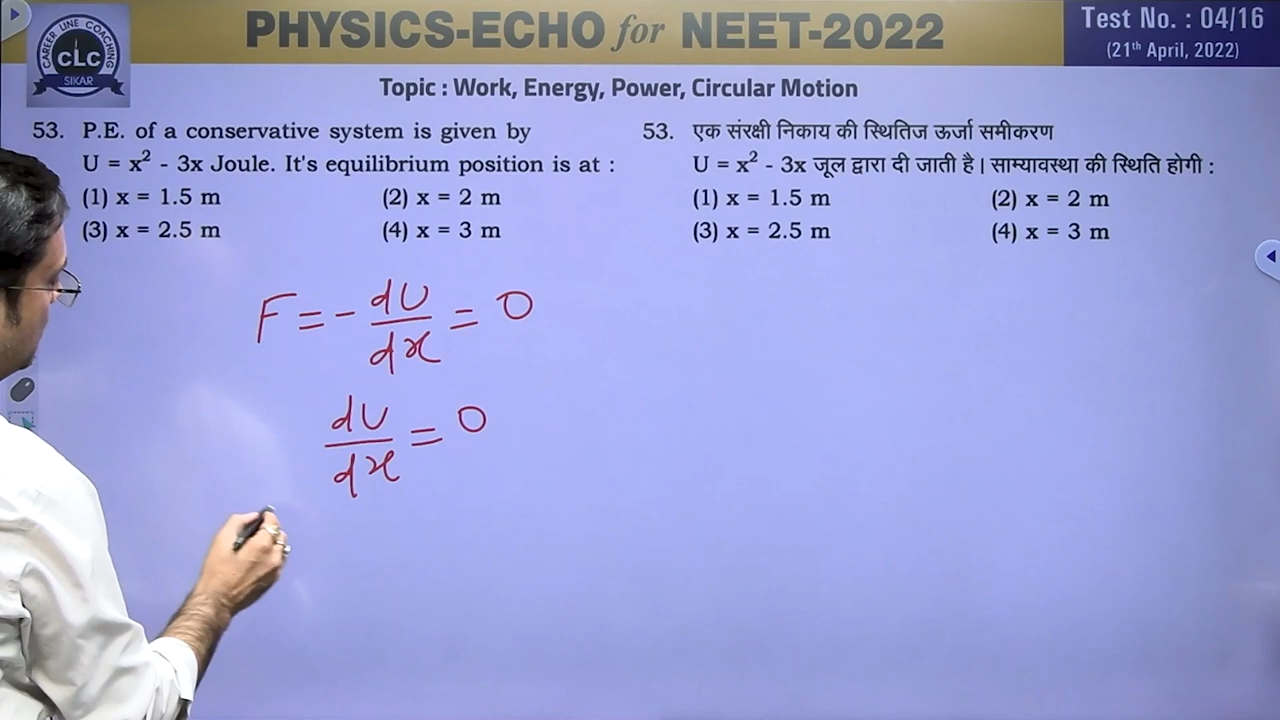 PHYSICS-ECHO for NEET-2022
Test No. : 04/16
(21th April, 2022)
CAREER LINE COACHING
CLC
SIKAR
Topic : Work, Energy, Power, Circular Motion
53. P.E. of a conservative system is given by
U = x² - 3x Joule. It's equilibrium position is at :
(1) x = 1.5 m (2) x = 2 m
(3) x = 2.5 m (4) x = 3 m
53. एक संरक्षी निकाय की स्थितिज ऊर्जा समीकरण
U = x² - 3x जूल द्वारा दी जाती है। साम्यावस्था की स्थिति होगी :
(1) x = 1.5 m (2) x = 2 m
(3) x = 2.5 m (4) x = 3 m
F = - dU/dx = 0
dU/dx = 0